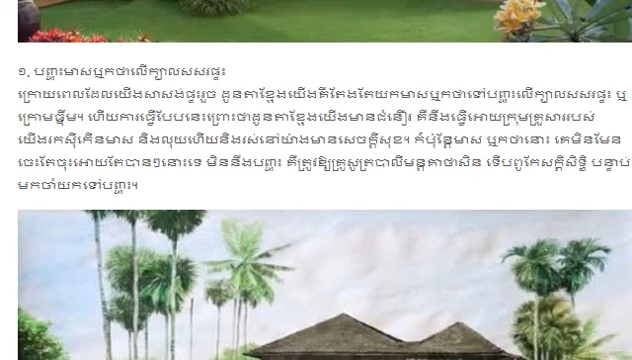 ១. បញ្ចុះមាសឬកថាលើក្បាលសសរផ្ទះ
ក្រោយពេលដែលយើងសាសង់ផ្ទះរួច ដូនតាខ្មែងយើងគឺតែងតែយកមាសឬកថាទៅបញ្ចុះលើក្បាលសសរផ្ទះ ឬ
ក្រោមធ្នឹម។ ហើយការធ្វើបែបនេះព្រោះថាដូនតាខ្មែងយើងមានជំនឿរ គឺនឹងធ្វើអោយក្រុមគ្រួសាររបស់
យើងរកស៊ីកើនមាស និងលុយហើយនិងរស់នៅយ៉ាងមានសេចក្តីសុខ។ កំប៉ុន្តែមាស ឬកថានោះ គេមិនមែន
ចេះតែចុះអោយតែបានៗនោះទេ មិននឹងបញ្ចុះ គឺត្រូវឱ្យគ្រូសូត្របាលីមន្តគាថាសិន ទើបពូកែសក្តិសិទ្ធិ បន្ទាប់
មកចាំយកទៅបញ្ចុះ។